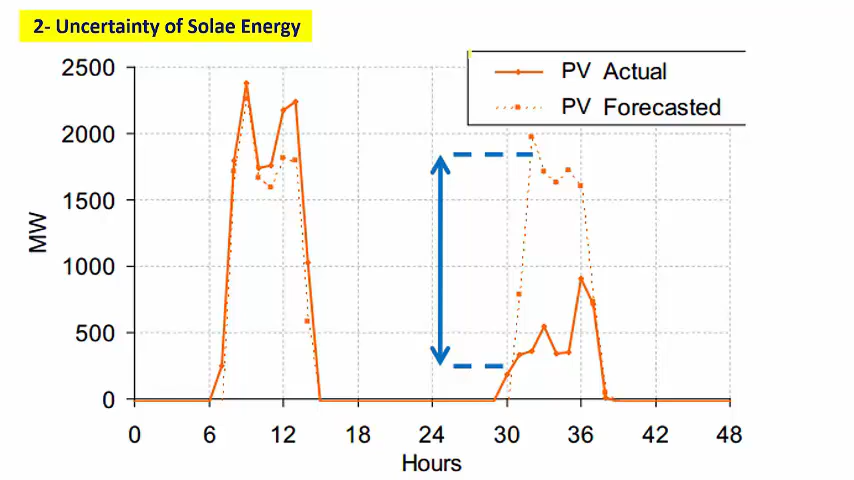 2- Uncertainty of Solae Energy
PV Actual
PV Forecasted
2500
2000
1500
1000
500
0
MW
0 6 12 18 24 30 36 42 48
Hours